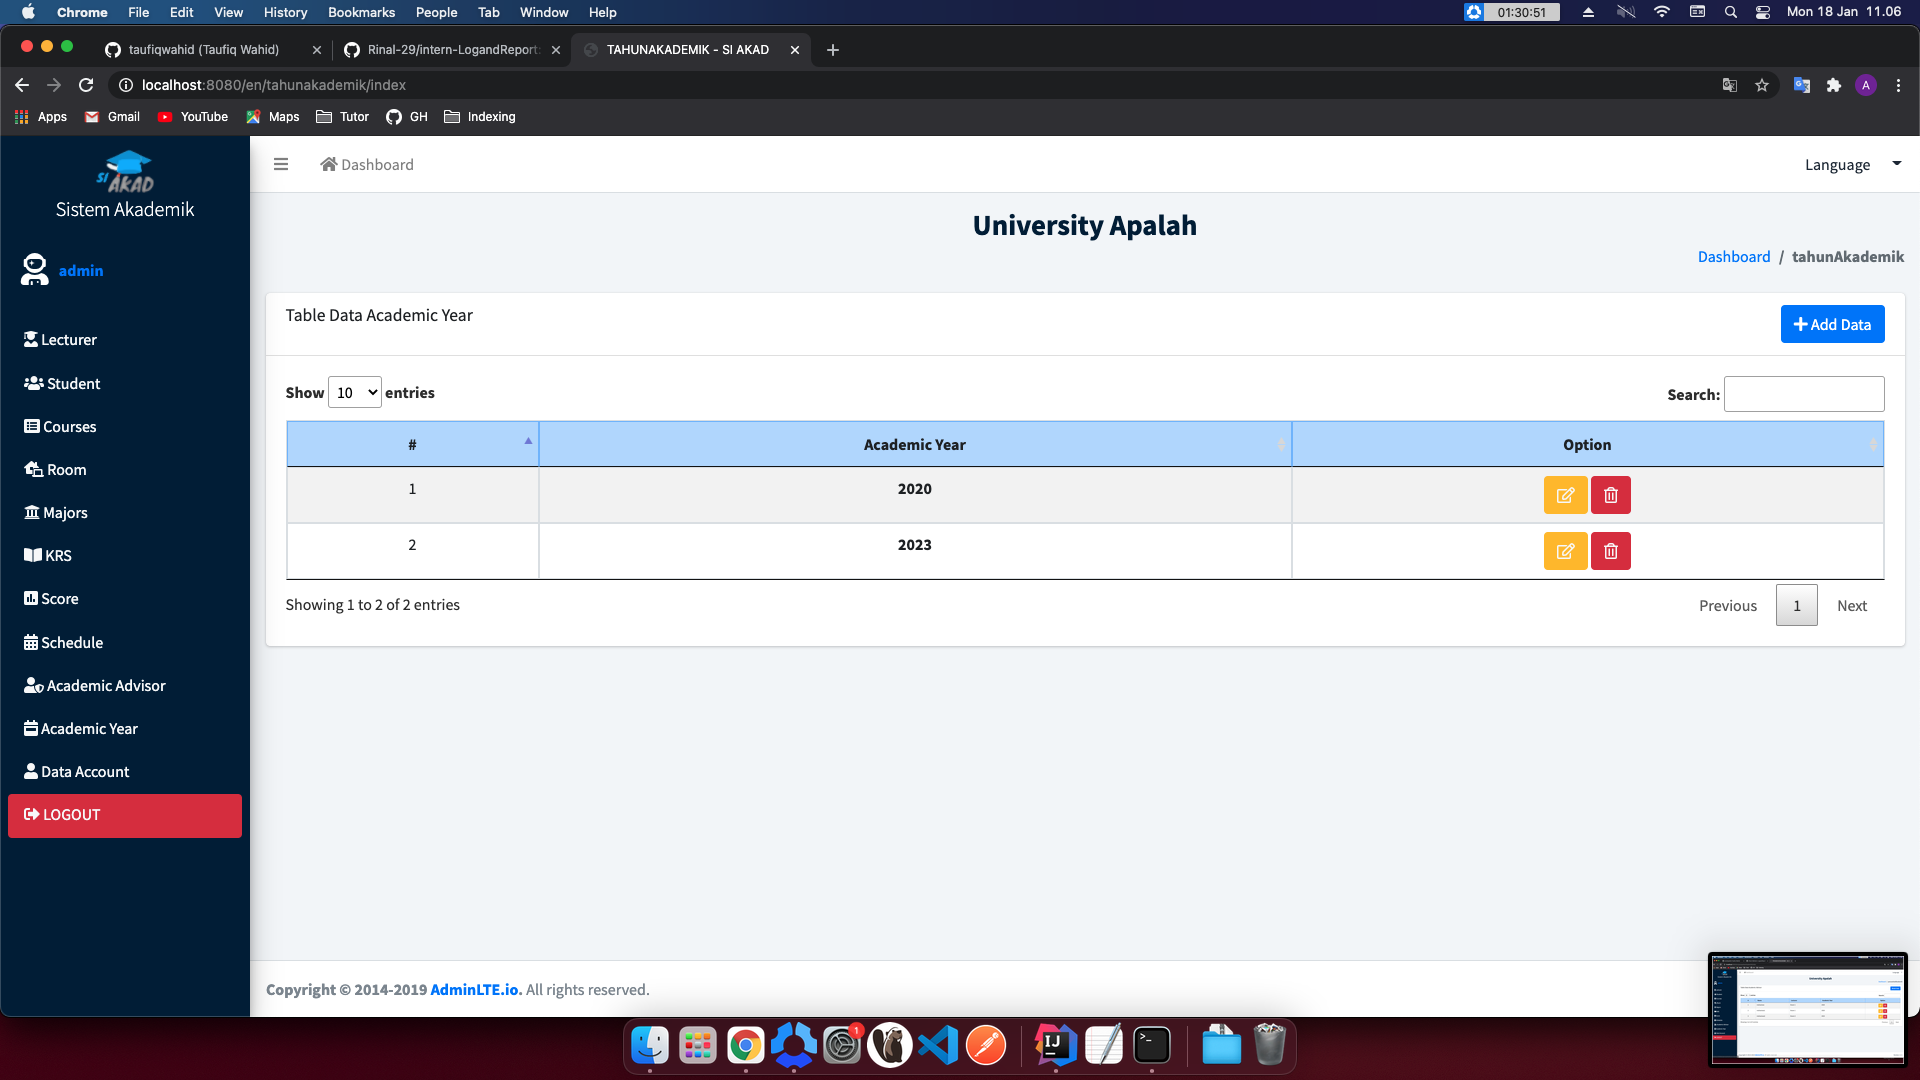 Chrome File Edit View History Bookmarks People Tab Window Help 01:30:51 Mon 18 Jan 11.06
taufiqwahid (Taufiq Wahid) Rinal-29/intern-LogandReport TAHUNAKADEMIK - SI AKAD
localhost:8080/en/tahunakademik/index A
Apps Gmail YouTube Maps Tutor GH Indexing
SI AKAD
Sistem Akademik
admin
Lecturer
Student
Courses
Room
Majors
KRS
Score
Schedule
Academic Advisor
Academic Year
Data Account
LOGOUT
Dashboard Language
University Apalah
Dashboard / tahunAkademik
Table Data Academic Year + Add Data
Show 10 entries Search:
# Academic Year Option
1 2020
2 2023
Showing 1 to 2 of 2 entries Previous 1 Next
Copyright © 2014-2019 AdminLTE.io. All rights reserved.
1
IJ
>_